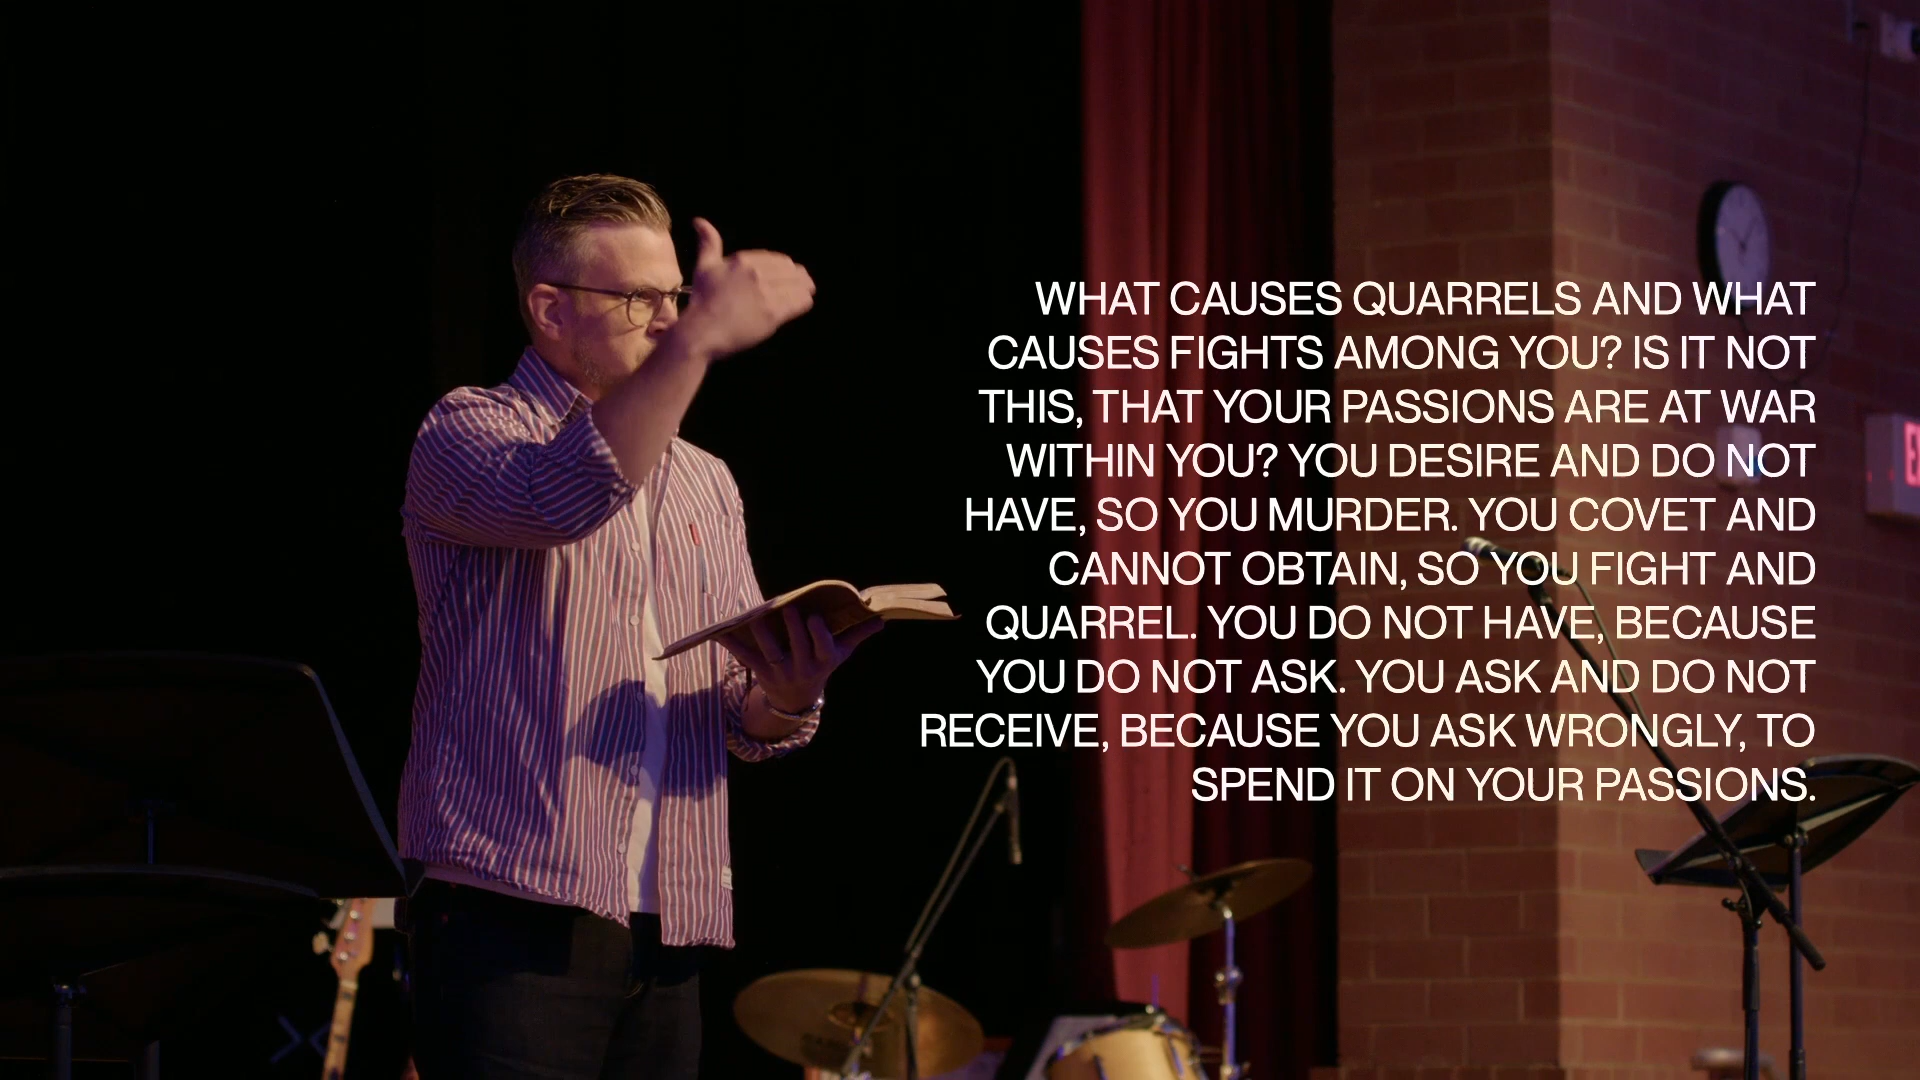 WHAT CAUSES QUARRELS AND WHAT
CAUSES FIGHTS AMONG YOU? IS IT NOT
THIS, THAT YOUR PASSIONS ARE AT WAR
WITHIN YOU? YOU DESIRE AND DO NOT
HAVE, SO YOU MURDER. YOU COVET AND
CANNOT OBTAIN, SO YOU FIGHT AND
QUARREL. YOU DO NOT HAVE, BECAUSE
YOU DO NOT ASK. YOU ASK AND DO NOT
RECEIVE, BECAUSE YOU ASK WRONGLY, TO
SPEND IT ON YOUR PASSIONS.